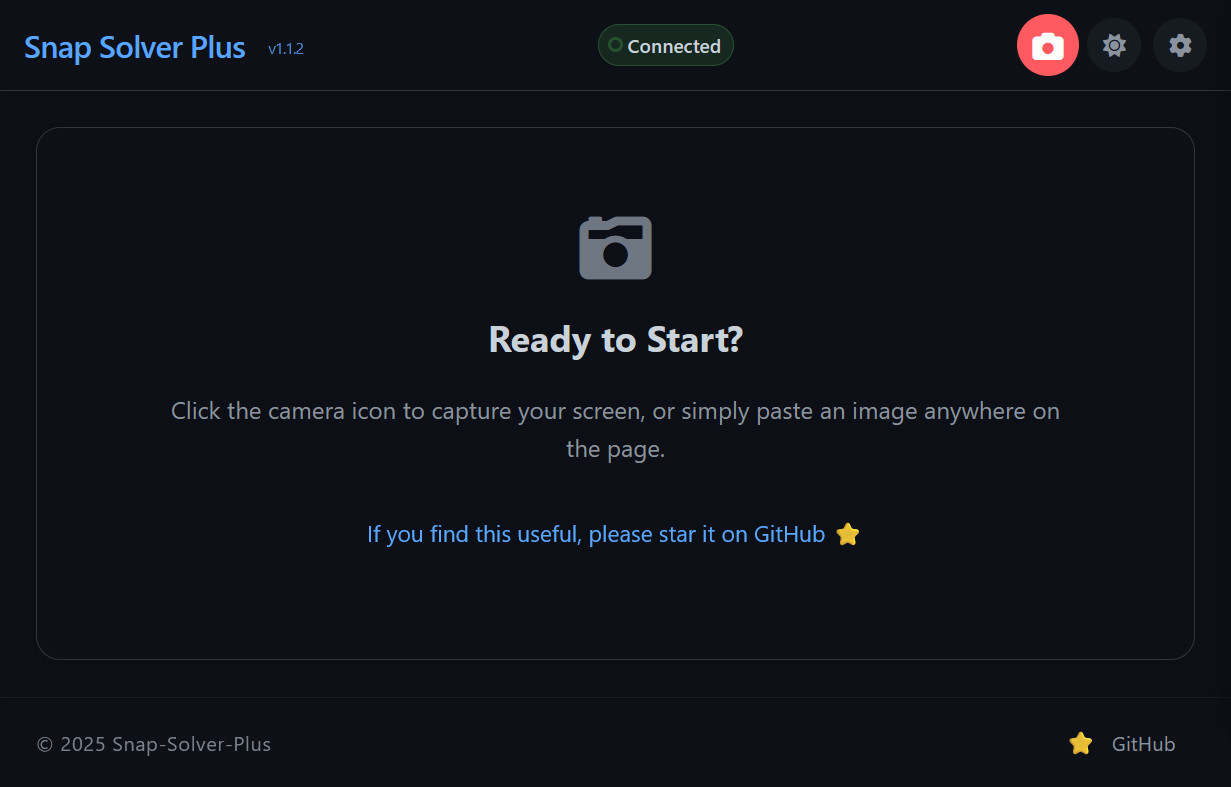 Snap Solver Plus v1.1.2
Connected
Ready to Start?
Click the camera icon to capture your screen, or simply paste an image anywhere on
the page.
If you find this useful, please star it on GitHub ⭐
© 2025 Snap-Solver-Plus
⭐ GitHub